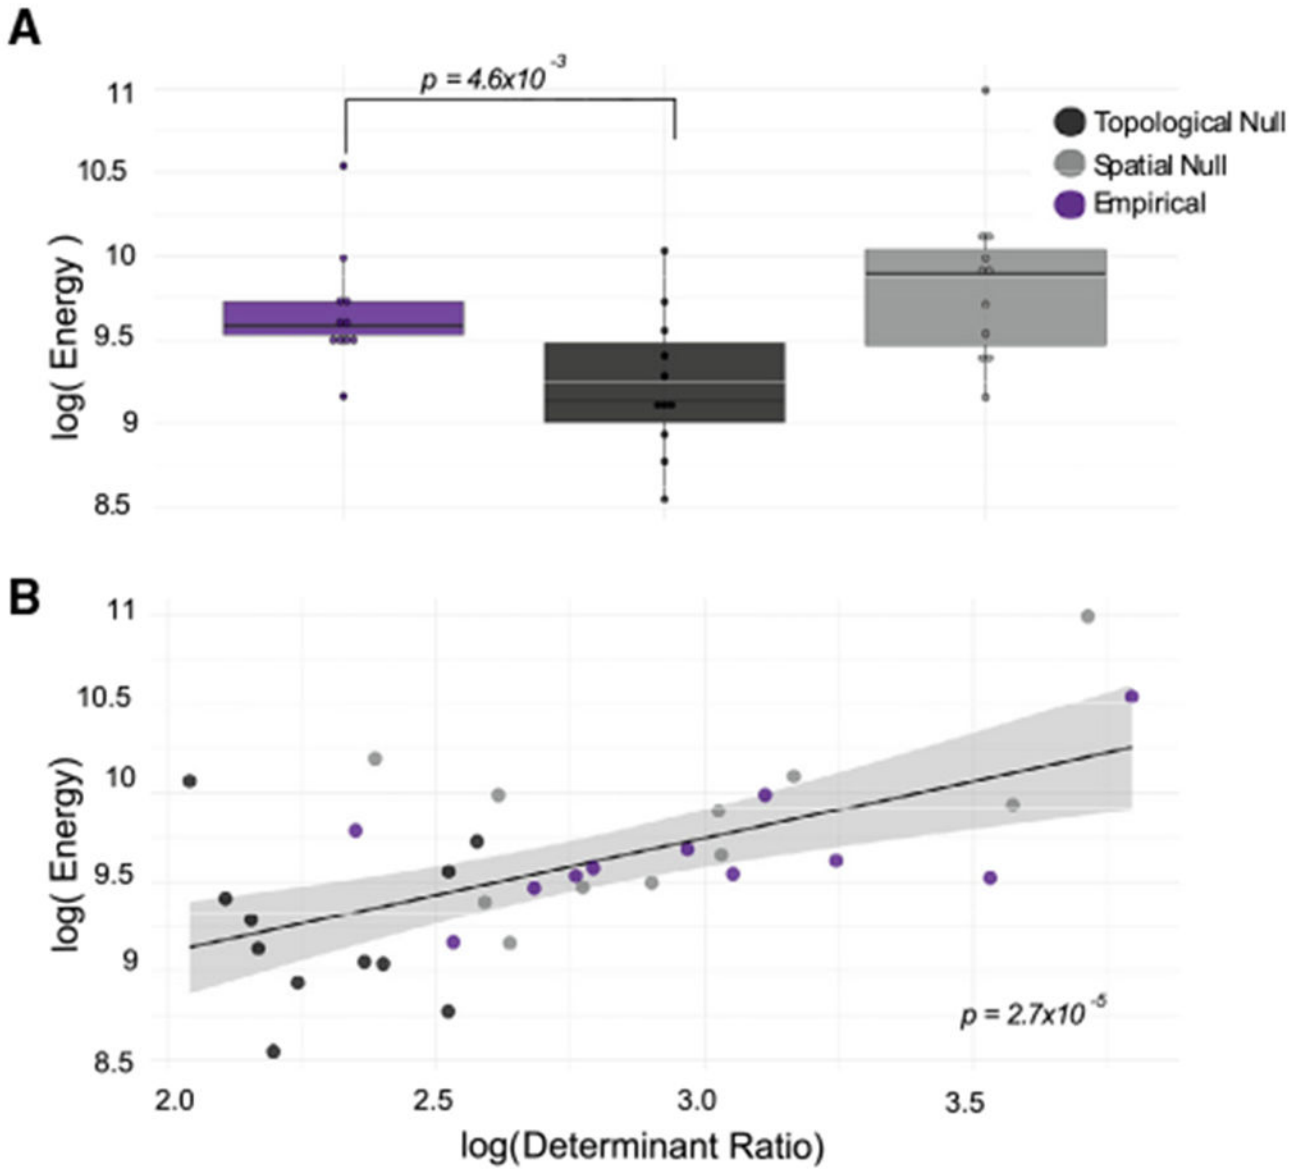 A
p = 4.6x10 -3
11
10.5
10
9.5
9
8.5
log( Energy )
Topological Null
Spatial Null
Empirical
B
11
10.5
10
9.5
9
8.5
log( Energy)
p = 2.7x10 -5
2.0 2.5 3.0 3.5
log(Determinant Ratio)